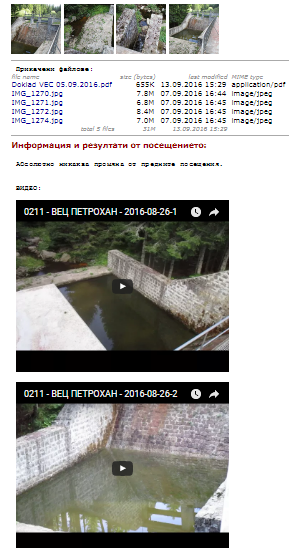 Прикачени файлове:
file name size (bytes) last modified MIME type
Doklad VEC 05.09.2016.pdf 655K 13.09.2016 15:29 application/pdf
IMG_1270.jpg 7.8M 07.09.2016 16:44 image/jpeg
IMG_1271.jpg 6.8M 07.09.2016 16:45 image/jpeg
IMG_1272.jpg 8.4M 07.09.2016 16:45 image/jpeg
IMG_1274.jpg 7.0M 07.09.2016 16:45 image/jpeg
total 5 files 31M 13.09.2016 15:29
Информация и резултати от посещението:
Абсолютно никаква промяна от предните посещения.
ВИДЕО:
0211 - ВЕЦ ПЕТРОХАН - 2016-08-26-1
0211 - ВЕЦ ПЕТРОХАН - 2016-08-26-2